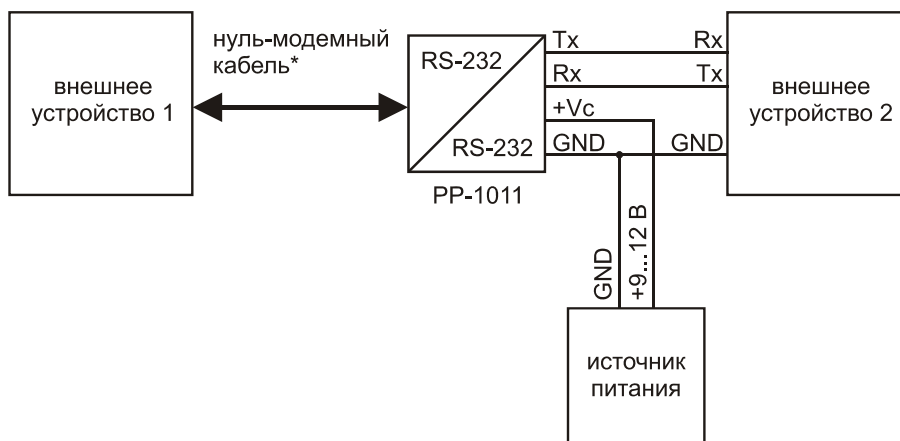 внешнее
устройство 1
нуль-модемный
кабель*
RS-232
RS-232
PP-1011
Tx
Rx
Rx
Tx
+Vc
GND
GND
внешнее
устройство 2
GND
+9...12 В
источник
питания